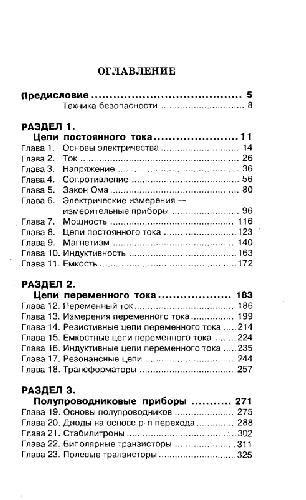 ОГЛАВЛЕНИЕ
Предисловие ..................... 5
Техника безопасности ..................... 8
РАЗДЕЛ 1.
Цепи постоянного тока ..................... 11
Глава 1. Основы электричества ..................... 14
Глава 2. Ток ..................... 26
Глава 3. Напряжение ..................... 36
Глава 4. Сопротивление ..................... 56
Глава 5. Закон Ома ..................... 80
Глава 6. Электрические измерения —
измерительные приборы ..................... 96
Глава 7. Мощность ..................... 116
Глава 8. Цепи постоянного тока ..................... 123
Глава 9. Магнетизм ..................... 140
Глава 10. Индуктивность ..................... 163
Глава 11. Емкость ..................... 172
РАЗДЕЛ 2.
Цепи переменного тока ..................... 183
Глава 12. Переменный ток ..................... 186
Глава 13. Измерения переменного тока ..................... 199
Глава 14. Резистивные цепи переменного тока ..... 214
Глава 15. Емкостные цепи переменного тока ..... 224
Глава 16. Индуктивные цепи переменного тока ..... 235
Глава 17. Резонансные цепи ..................... 244
Глава 18. Трансформаторы ..................... 257
РАЗДЕЛ 3.
Полупроводниковые приборы ..................... 271
Глава 19. Основы полупроводников ..................... 275
Глава 20. Диоды на основе p-n перехода ..................... 288
Глава 21. Стабилитроны ..................... 302
Глава 22. Биполярные транзисторы ..................... 311
Глава 23. Полевые транзисторы ..................... 325